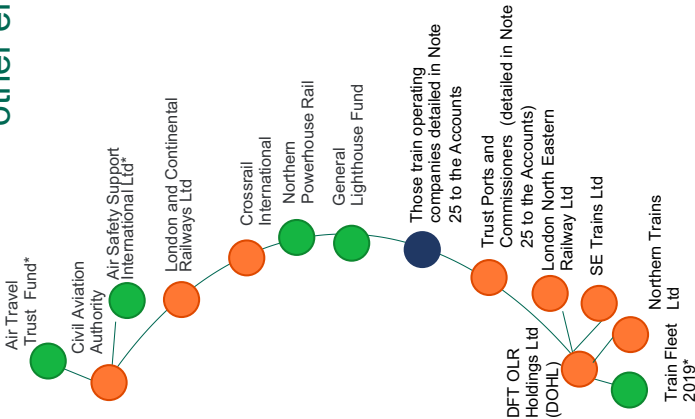 other er
Air Travel
Trust Fund*
Civil Aviation
Authority
Air Safety Support
International Ltd*
London and Continental
Railways Ltd
Crossrail
International
Northern
Powerhouse Rail
General
Lighthouse Fund
Those train operating
companies detailed in Note
25 to the Accounts
Trust Ports and
Commissioners (detailed in Note
25 to the Accounts)
London North Eastern
Railway Ltd
SE Trains Ltd
Northern Trains
Ltd
DFT OLR
Holdings Ltd
(DOHL)
Train Fleet
2019*